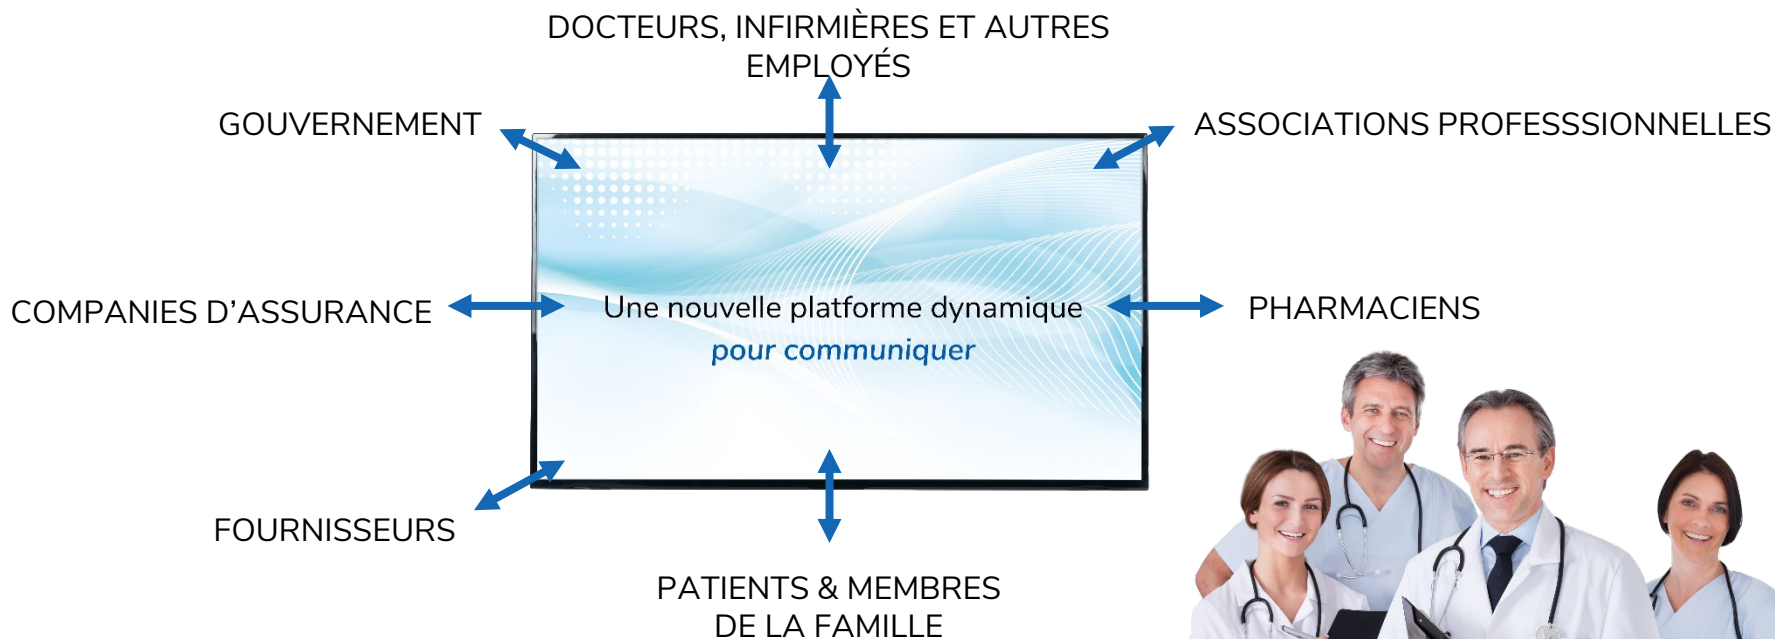 DOCTEURS, INFIRMIÈRES ET AUTRES
EMPLOYÉS
GOUVERNEMENT
ASSOCIATIONS PROFESSSIONNELLES
COMPANIES D’ASSURANCE
Une nouvelle platforme dynamique
pour communiquer
PHARMACIENS
FOURNISSEURS
PATIENTS & MEMBRES
DE LA FAMILLE